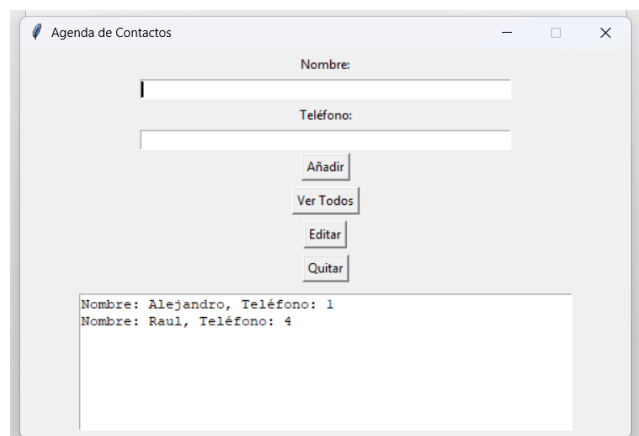 Agenda de Contactos
Nombre:
Teléfono:
Añadir
Ver Todos
Editar
Quitar
Nombre: Alejandro, Teléfono: 1
Nombre: Raul, Teléfono: 4